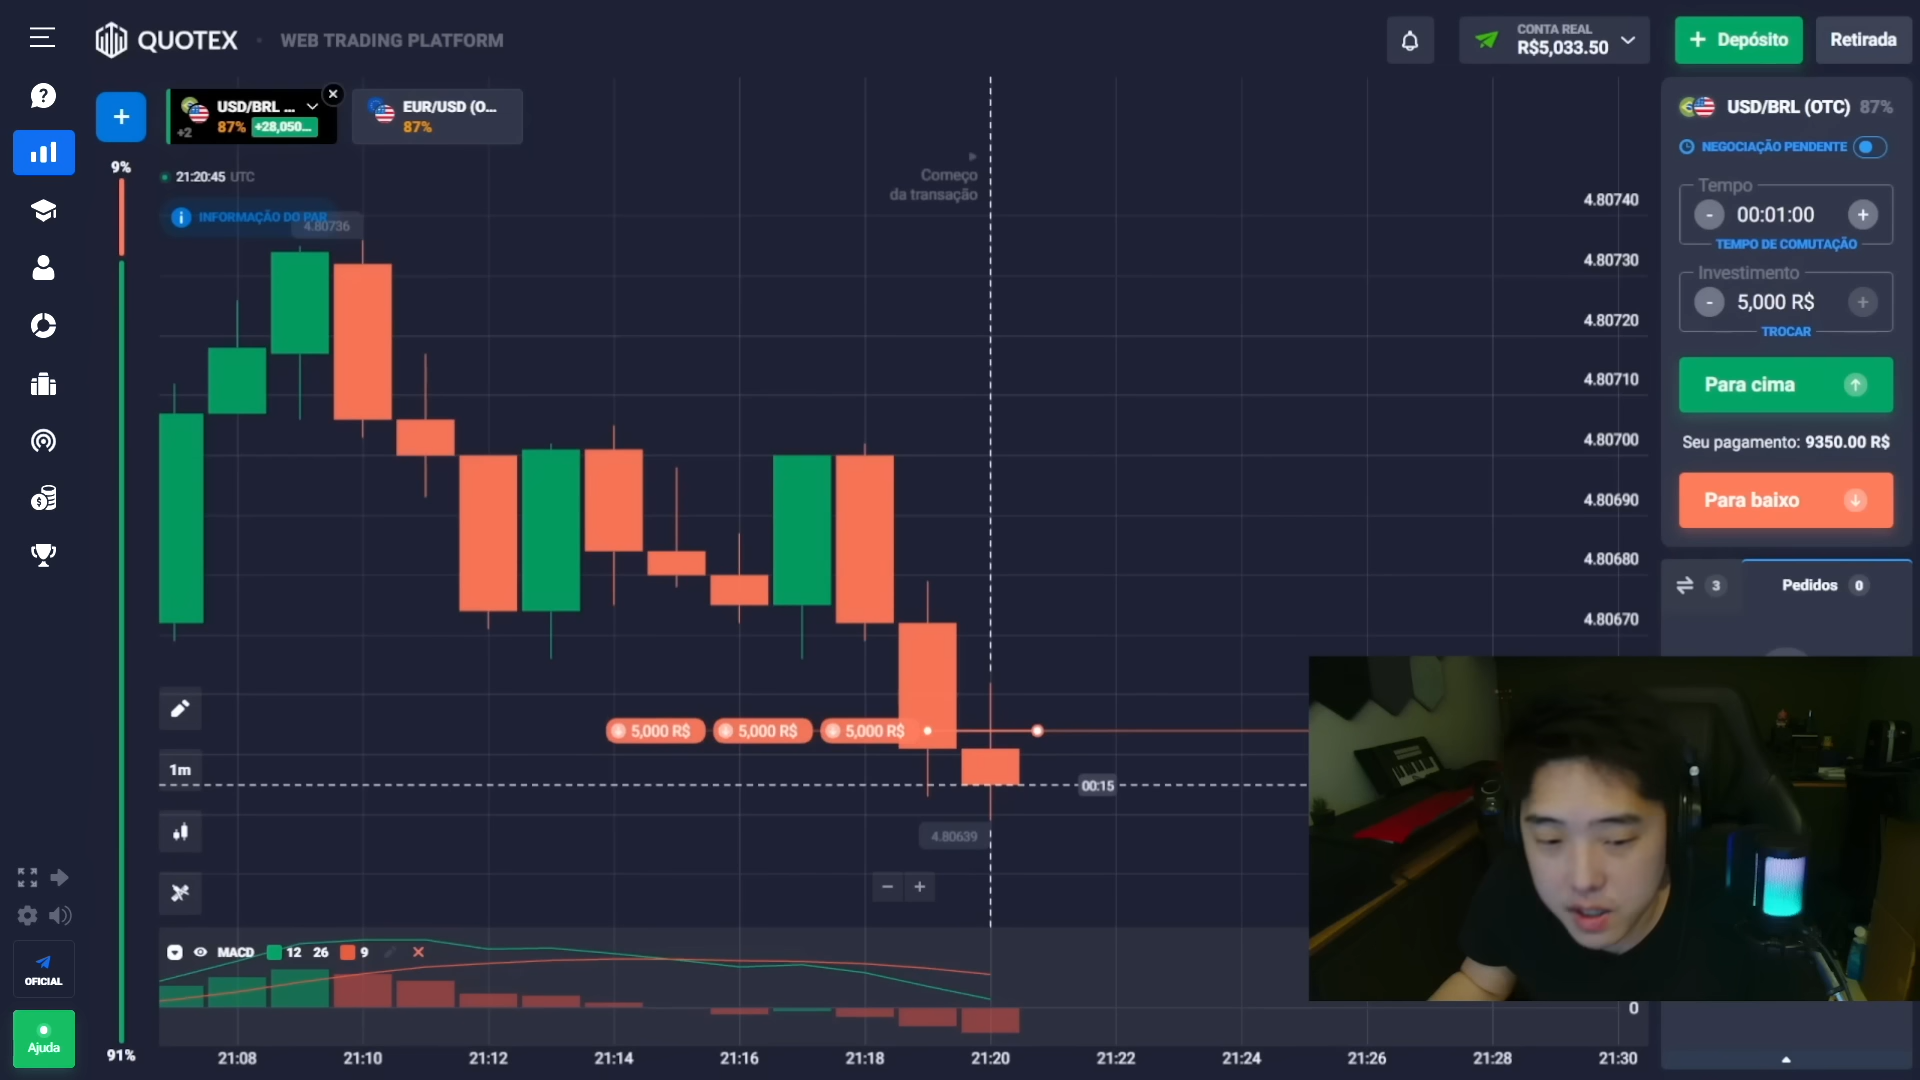 QUOTEX
WEB TRADING PLATFORM
CONTA REAL
R$5,033.50
+ Depósito
Retirada
+
USD/BRL ...
+2
87%
+28,050...
EUR/USD (O...
87%
9%
21:20:45 UTC
INFORMAÇÃO DO PAR
4.80736
Começo
da transação
4.80740
4.80730
4.80720
4.80710
4.80700
4.80690
4.80680
4.80670
USD/BRL (OTC) 87%
NEGOCIAÇÃO PENDENTE
Tempo
- 00:01:00 +
TEMPO DE COMUTAÇÃO
Investimento
- 5,000 R$ +
TROCAR
Para cima
Seu pagamento: 9350.00 R$
Para baixo
3
Pedidos 0
5,000 R$
5,000 R$
5,000 R$
1m
00:15
4.80639
− +
MACD 12 26 9
0
OFICIAL
Ajuda
91%
21:08
21:10
21:12
21:14
21:16
21:18
21:20
21:22
21:24
21:26
21:28
21:30